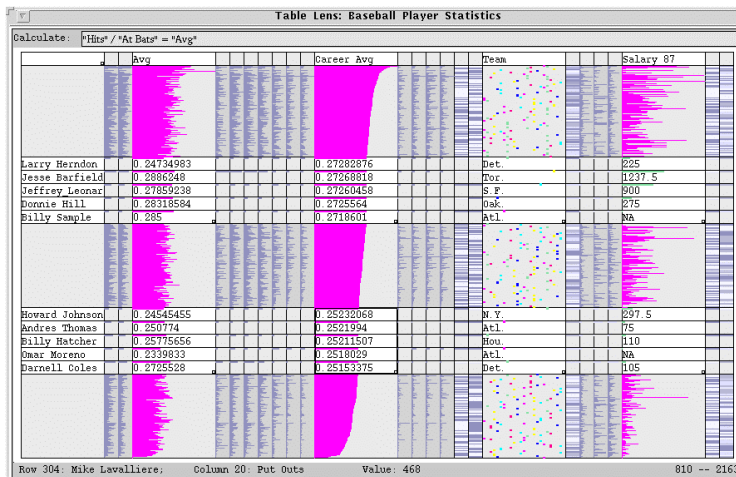 Table Lens: Baseball Player Statistics
Calculate: "Hits" / "At Bats" = "Avg"
Avg Career Avg Team Salary 87
Larry Herndon 0.24734983 0.27282876 Det. 225
Jesse Barfield 0.2886248 0.27268818 Tor. 1237.5
Jeffrey Leonar 0.27859238 0.27260458 S.F. 900
Donnie Hill 0.28318584 0.2725564 Oak. 275
Billy Sample 0.285 0.2718601 Atl. NA
Howard Johnson 0.24545455 0.25232068 N.Y. 297.5
Andres Thomas 0.250774 0.2521994 Atl. 75
Billy Hatcher 0.25775656 0.25211507 Hou. 110
Omar Moreno 0.2339833 0.2518029 Atl. NA
Darnell Coles 0.2725528 0.25153375 Det. 105
Row 304: Mike Lavalliere; Column 20: Put Outs Value: 468 810 -- 2163